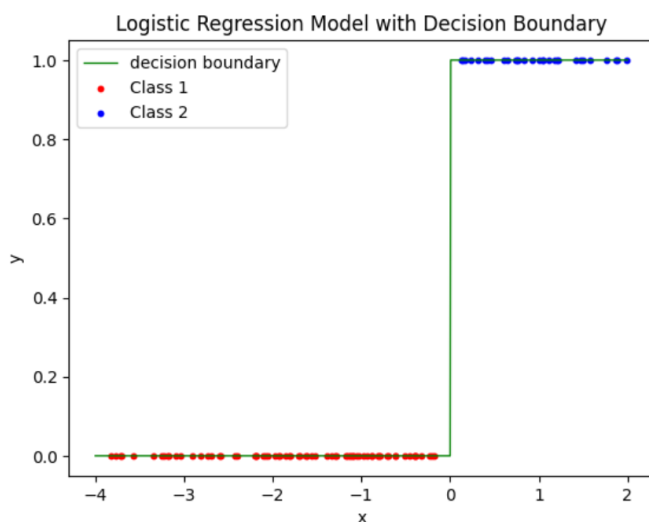 Logistic Regression Model with Decision Boundary
decision boundary
Class 1
Class 2
1.0
0.8
0.6
0.4
0.2
0.0
y
−4 −3 −2 −1 0 1 2
x